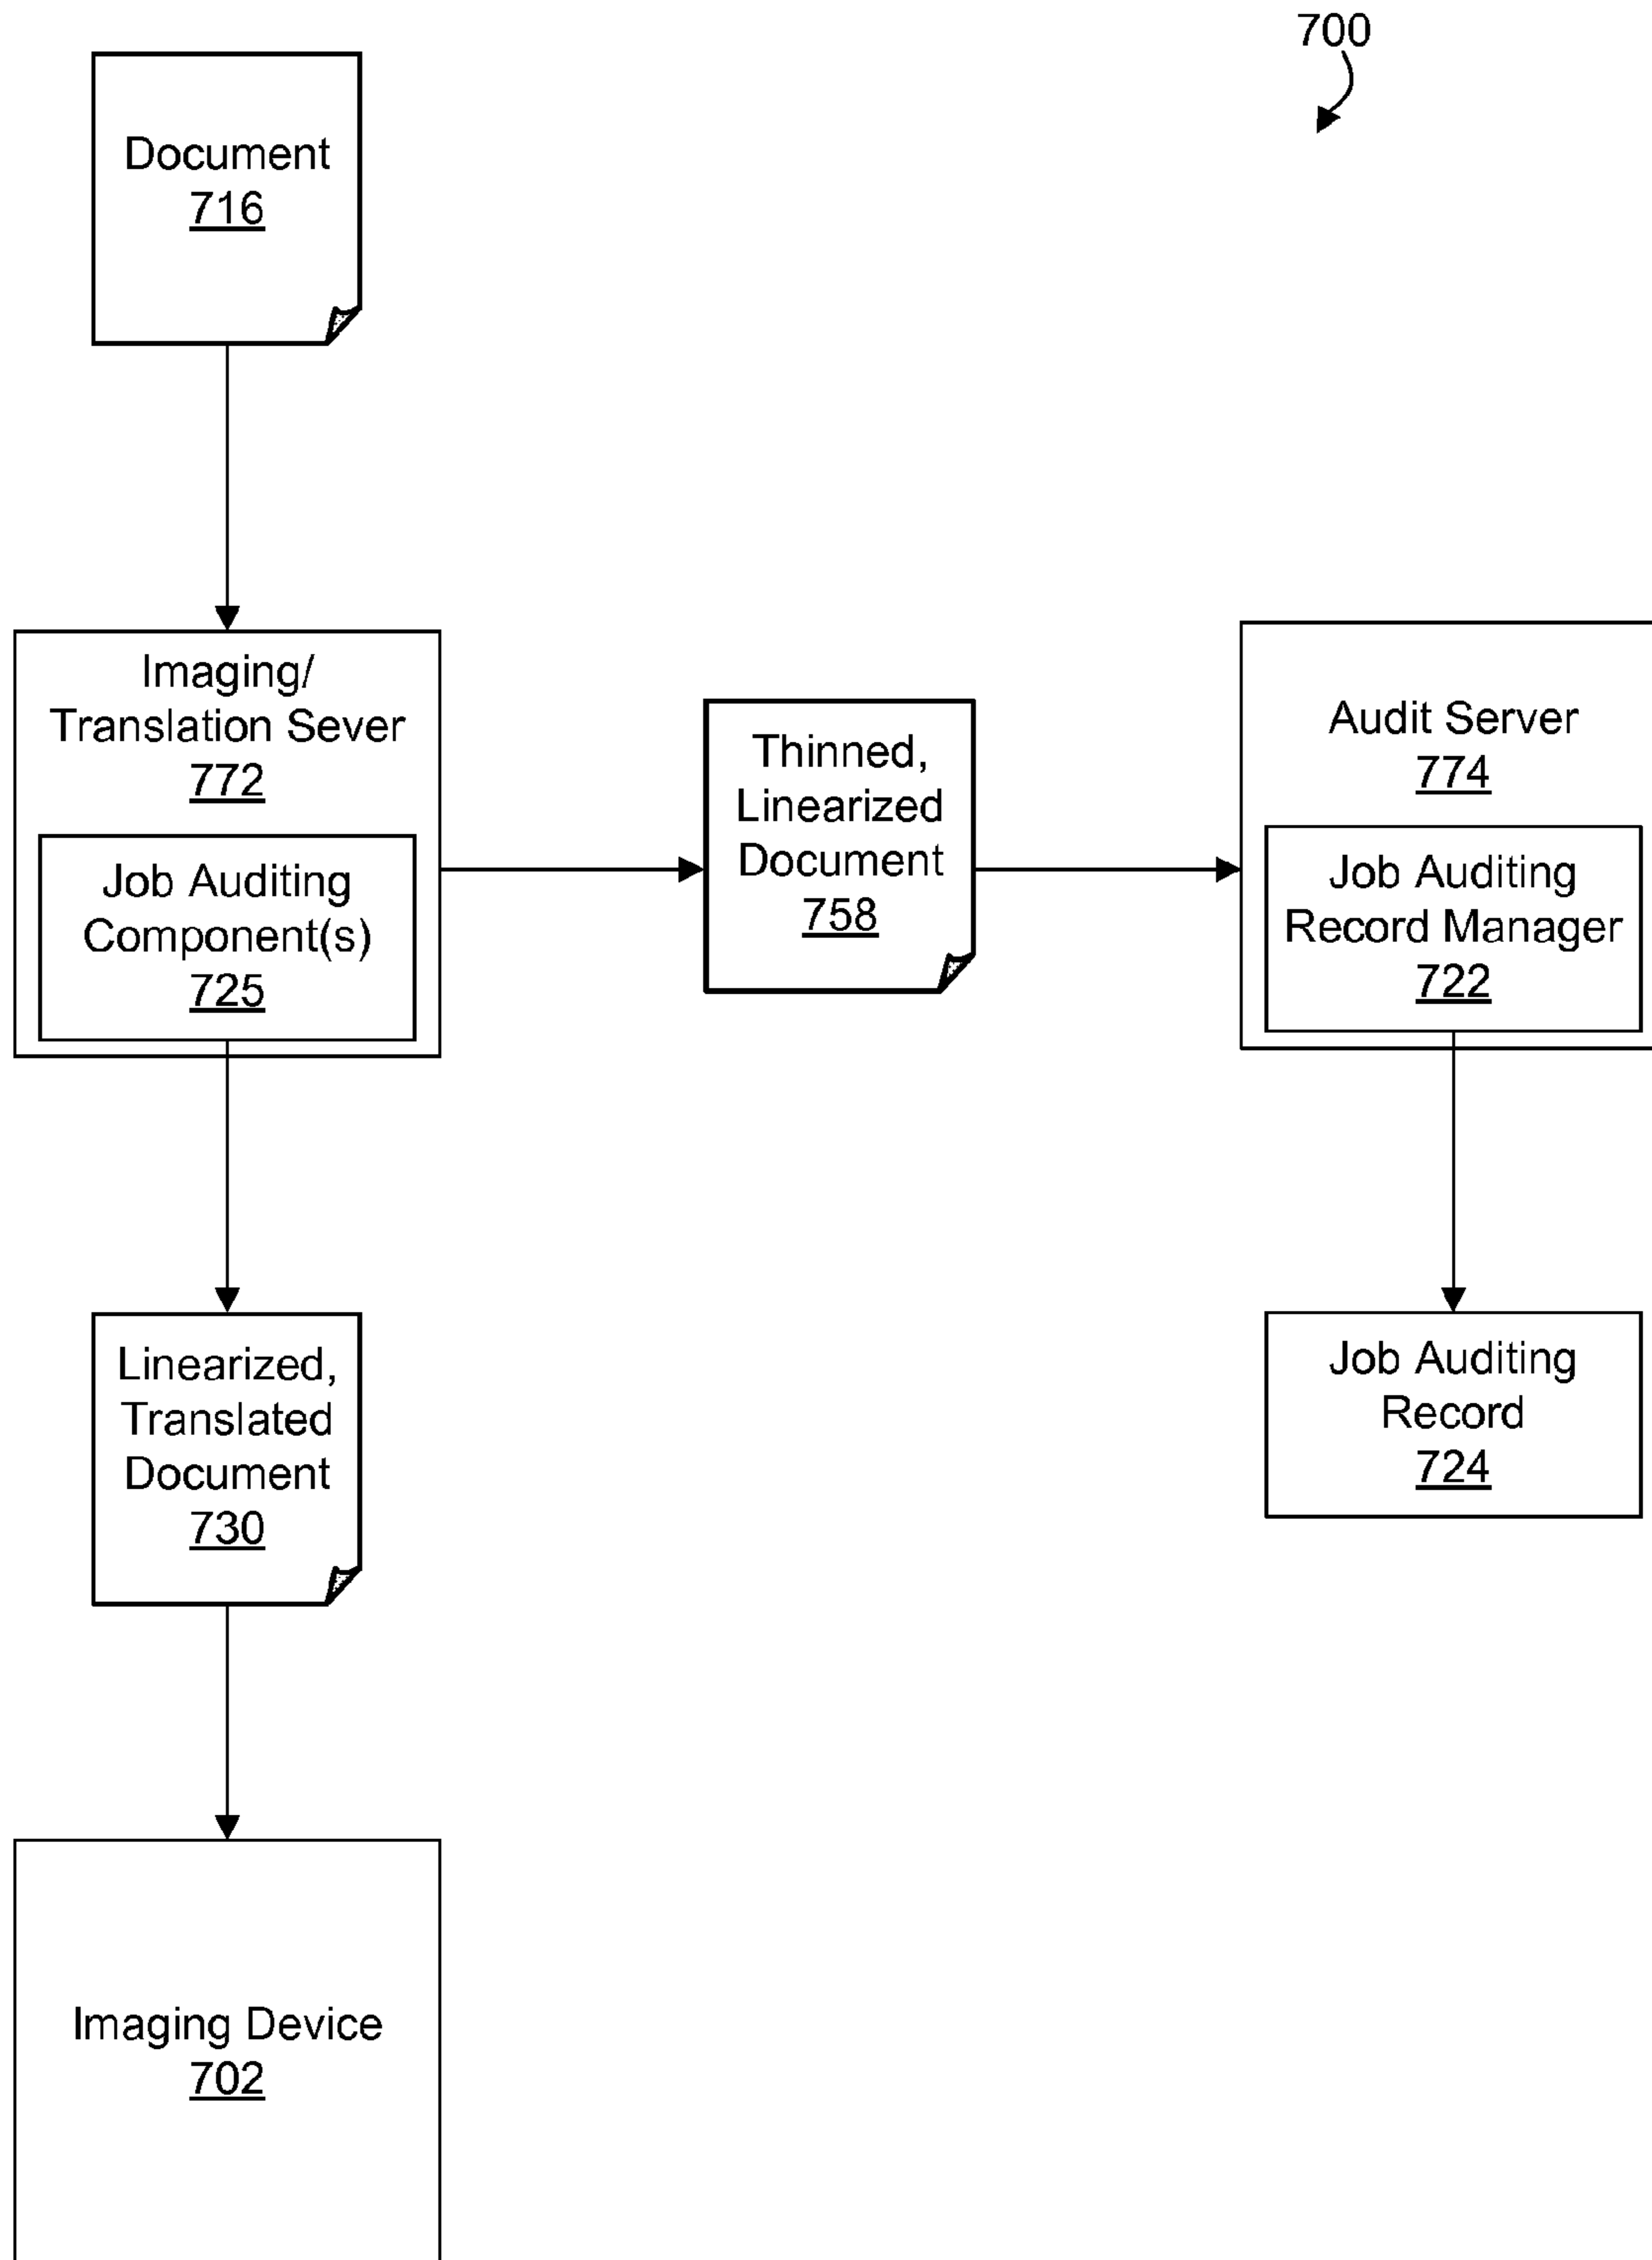 700
Document
716
Imaging/
Translation Sever
772
Job Auditing
Component(s)
725
Thinned,
Linearized
Document
758
Audit Server
774
Job Auditing
Record Manager
722
Linearized,
Translated
Document
730
Job Auditing
Record
724
Imaging Device
702